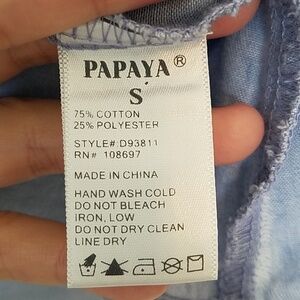 PAPAYA®
S
75% COTTON
25% POLYESTER
STYLE#: D93811
RN# 108697
MADE IN CHINA
HAND WASH COLD
DO NOT BLEACH
IRON, LOW
DO NOT DRY CLEAN
LINE DRY